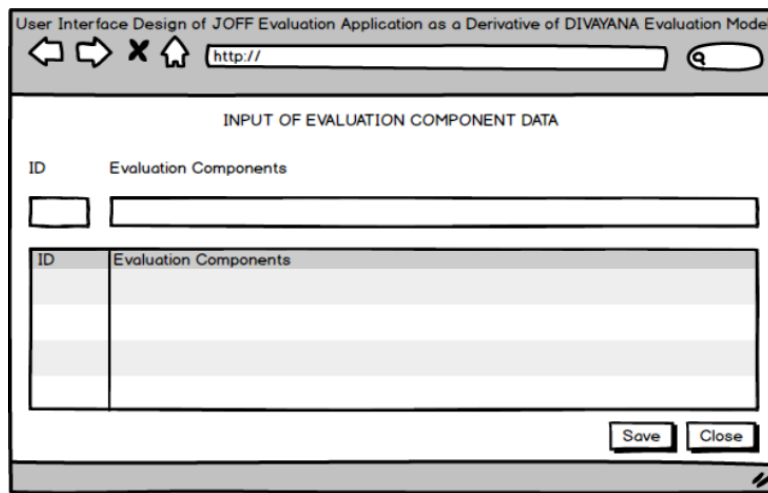 User Interface Design of JOFF Evaluation Application as a Derivative of DIVAYANA Evaluation Model
http://
INPUT OF EVALUATION COMPONENT DATA
ID Evaluation Components
ID Evaluation Components
Save Close